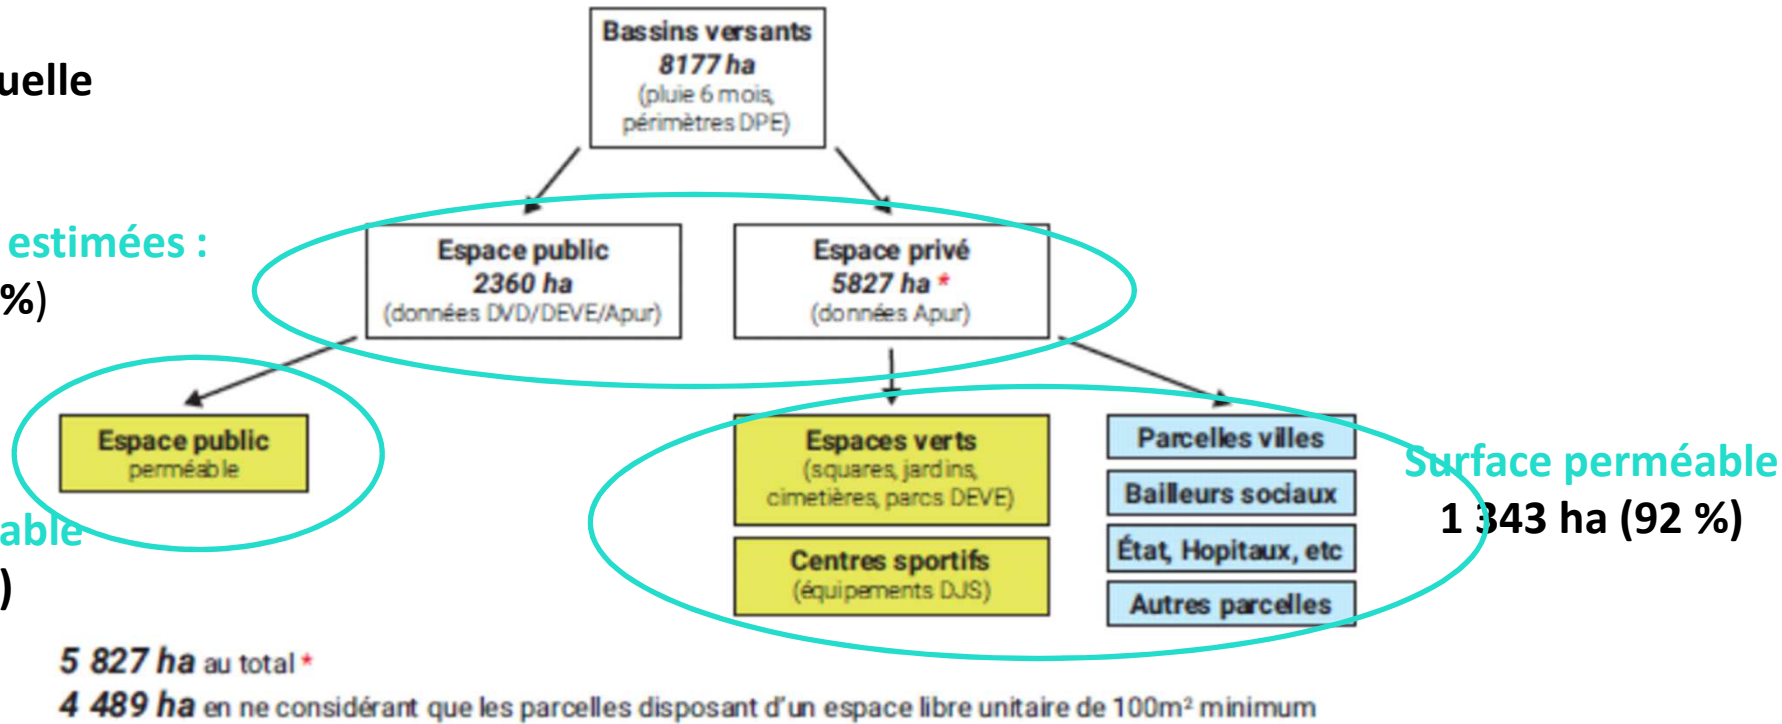 Bassins versants
8177 ha
(pluie 6 mois,
périmètres DPE)
uelle
estimées :
%)
Espace public
2360 ha
(données DVD/DEVE/Apur)
Espace privé
5827 ha *
(données Apur)
Espace public
perméable
able
)
Espaces verts
(squares, jardins,
cimetières, parcs DEVE)
Centres sportifs
(équipements DJS)
Parcelles villes
Bailleurs sociaux
État, Hopitaux, etc
Autres parcelles
Surface perméable
1 343 ha (92 %)
5 827 ha au total *
4 489 ha en ne considérant que les parcelles disposant d'un espace libre unitaire de 100m² minimum